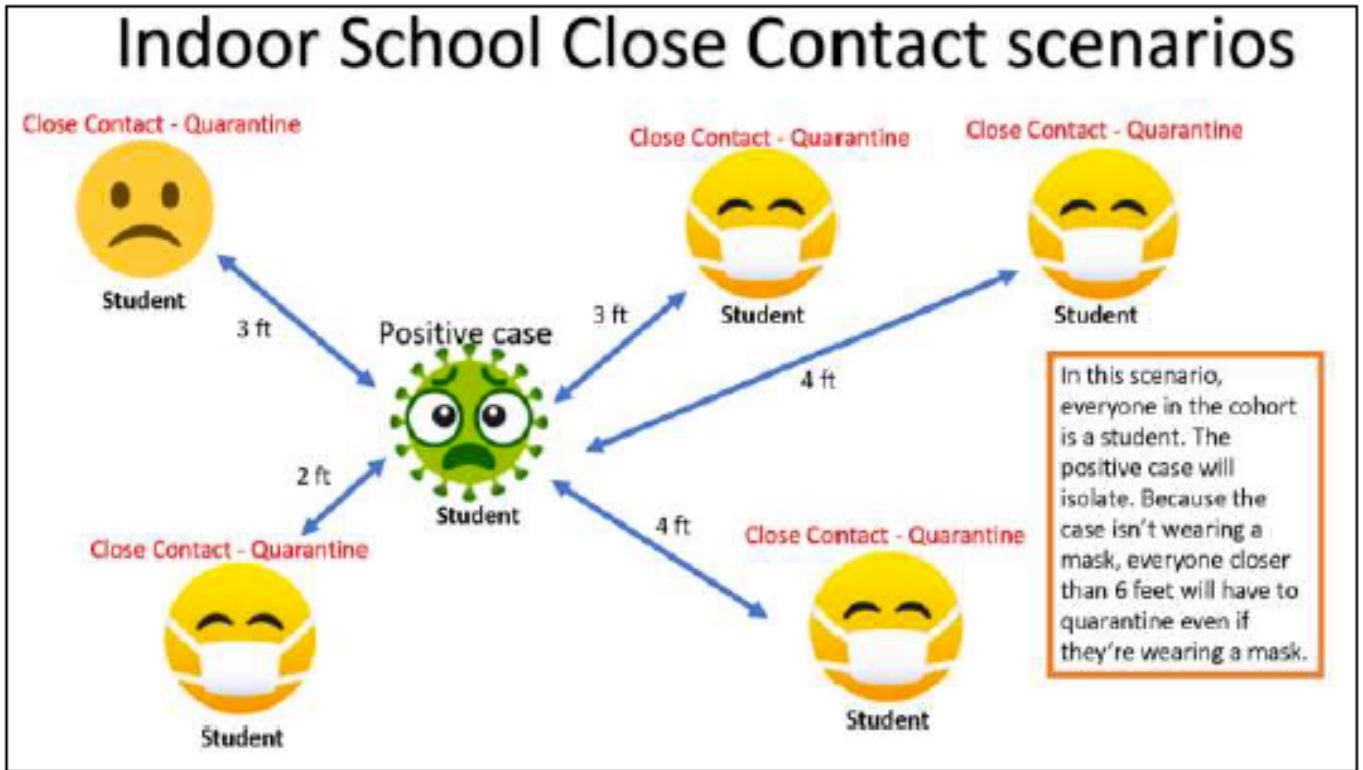 Indoor School Close Contact scenarios
Close Contact - Quarantine
Student
3 ft
Close Contact - Quarantine
Student
3 ft
Close Contact - Quarantine
Student
4 ft
Positive case
Student
2 ft
Close Contact - Quarantine
Student
4 ft
Close Contact - Quarantine
Student
In this scenario,
everyone in the cohort
is a student. The
positive case will
isolate. Because the
case isn't wearing a
mask, everyone closer
than 6 feet will have to
quarantine even if
they're wearing a mask.